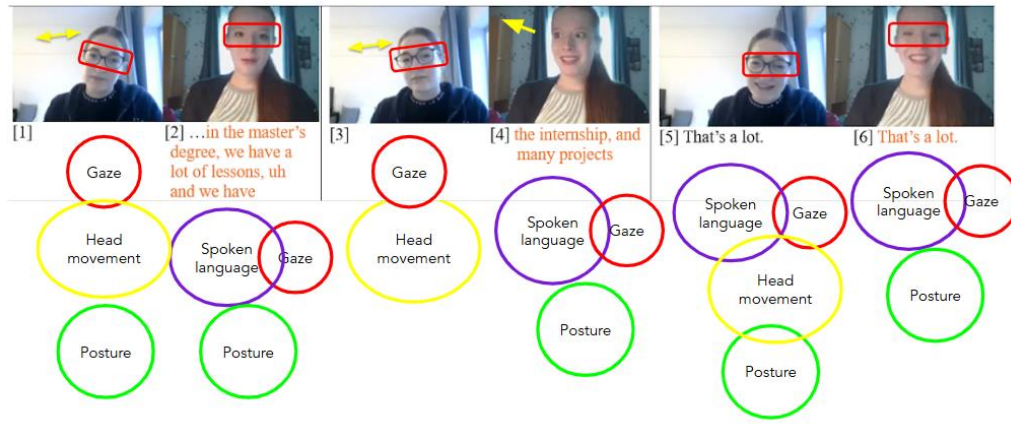 [1]
[2] …in the master's
degree, we have a
lot of lessons, uh
and we have
[3]
[4] the internship, and
many projects
[5] That's a lot.
[6] That's a lot.
Gaze
Head
movement
Posture
Spoken
language
Gaze
Posture
Gaze
Head
movement
Spoken
language
Gaze
Posture
Spoken
language
Gaze
Head
movement
Posture
Spoken
language
Gaze
Posture